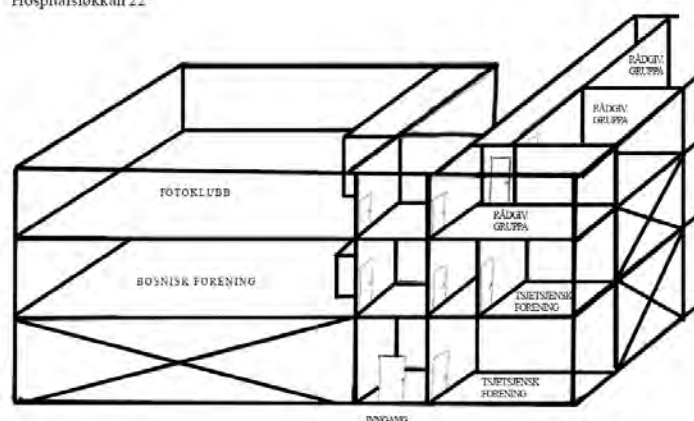 Hospitalsløkkan 22
RÅDGIV.
GRUPPA
RÅDGIV.
GRUPPA
FOTOKLUBB
RÅDGIV.
GRUPPA
BOSNISK FORENING
TSJETSJENSK
FORENING
TSJETSJENSK
FORENING
INNGANG